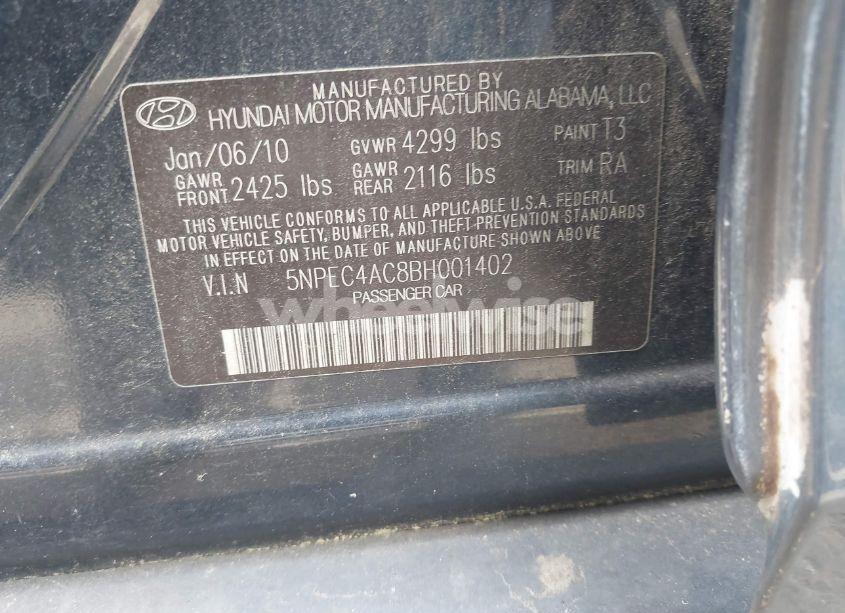 MANUFACTURED BY
HYUNDAI MOTOR MANUFACTURING ALABAMA, LLC
Jan/06/10 GVWR 4299 lbs PAINT T3
GAWR FRONT 2425 lbs GAWR REAR 2116 lbs TRIM RA
THIS VEHICLE CONFORMS TO ALL APPLICABLE U.S.A. FEDERAL
MOTOR VEHICLE SAFETY, BUMPER, AND THEFT PREVENTION STANDARDS
IN EFFECT ON THE DATE OF MANUFACTURE SHOWN ABOVE
V.I.N 5NPEC4AC8BH001402
PASSENGER CAR
wheelwise